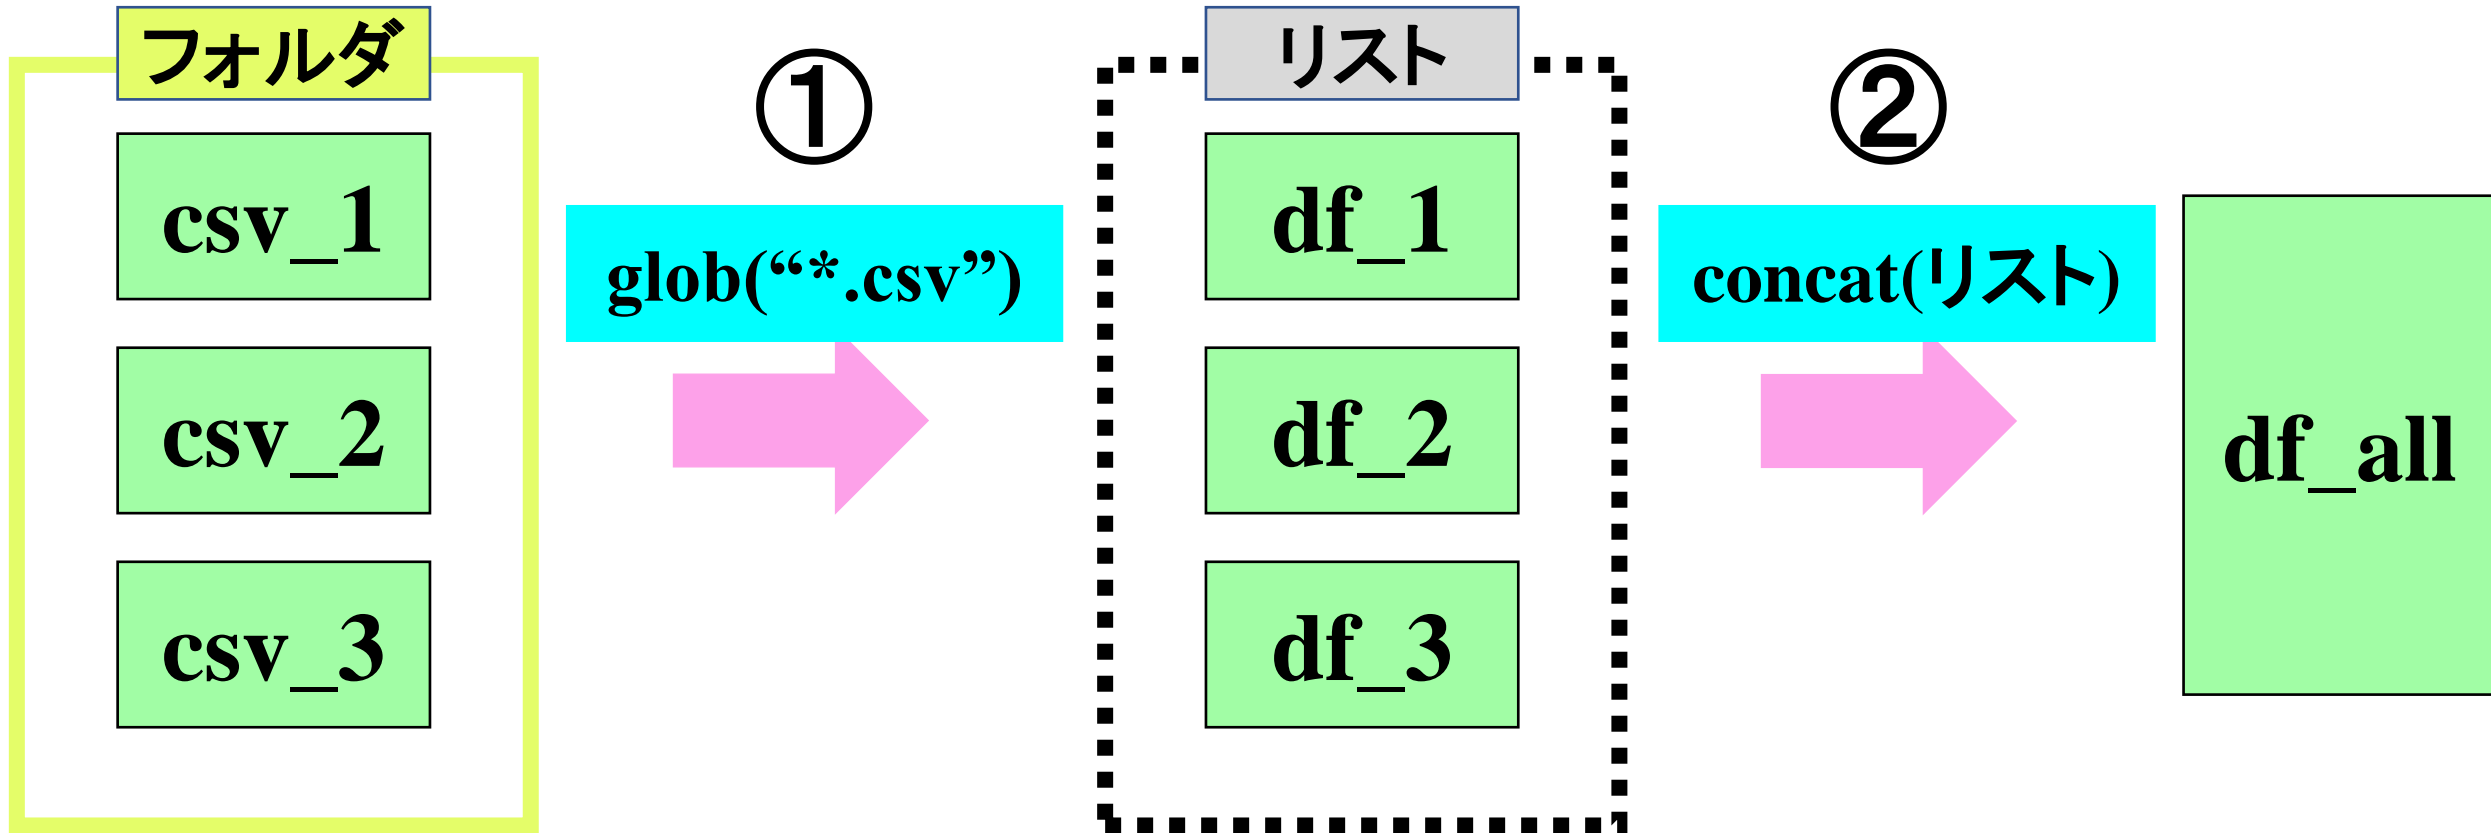 フォルダ
csv_1
csv_2
csv_3
①
glob(“*.csv”)
リスト
df_1
df_2
df_3
②
concat(リスト)
df_all